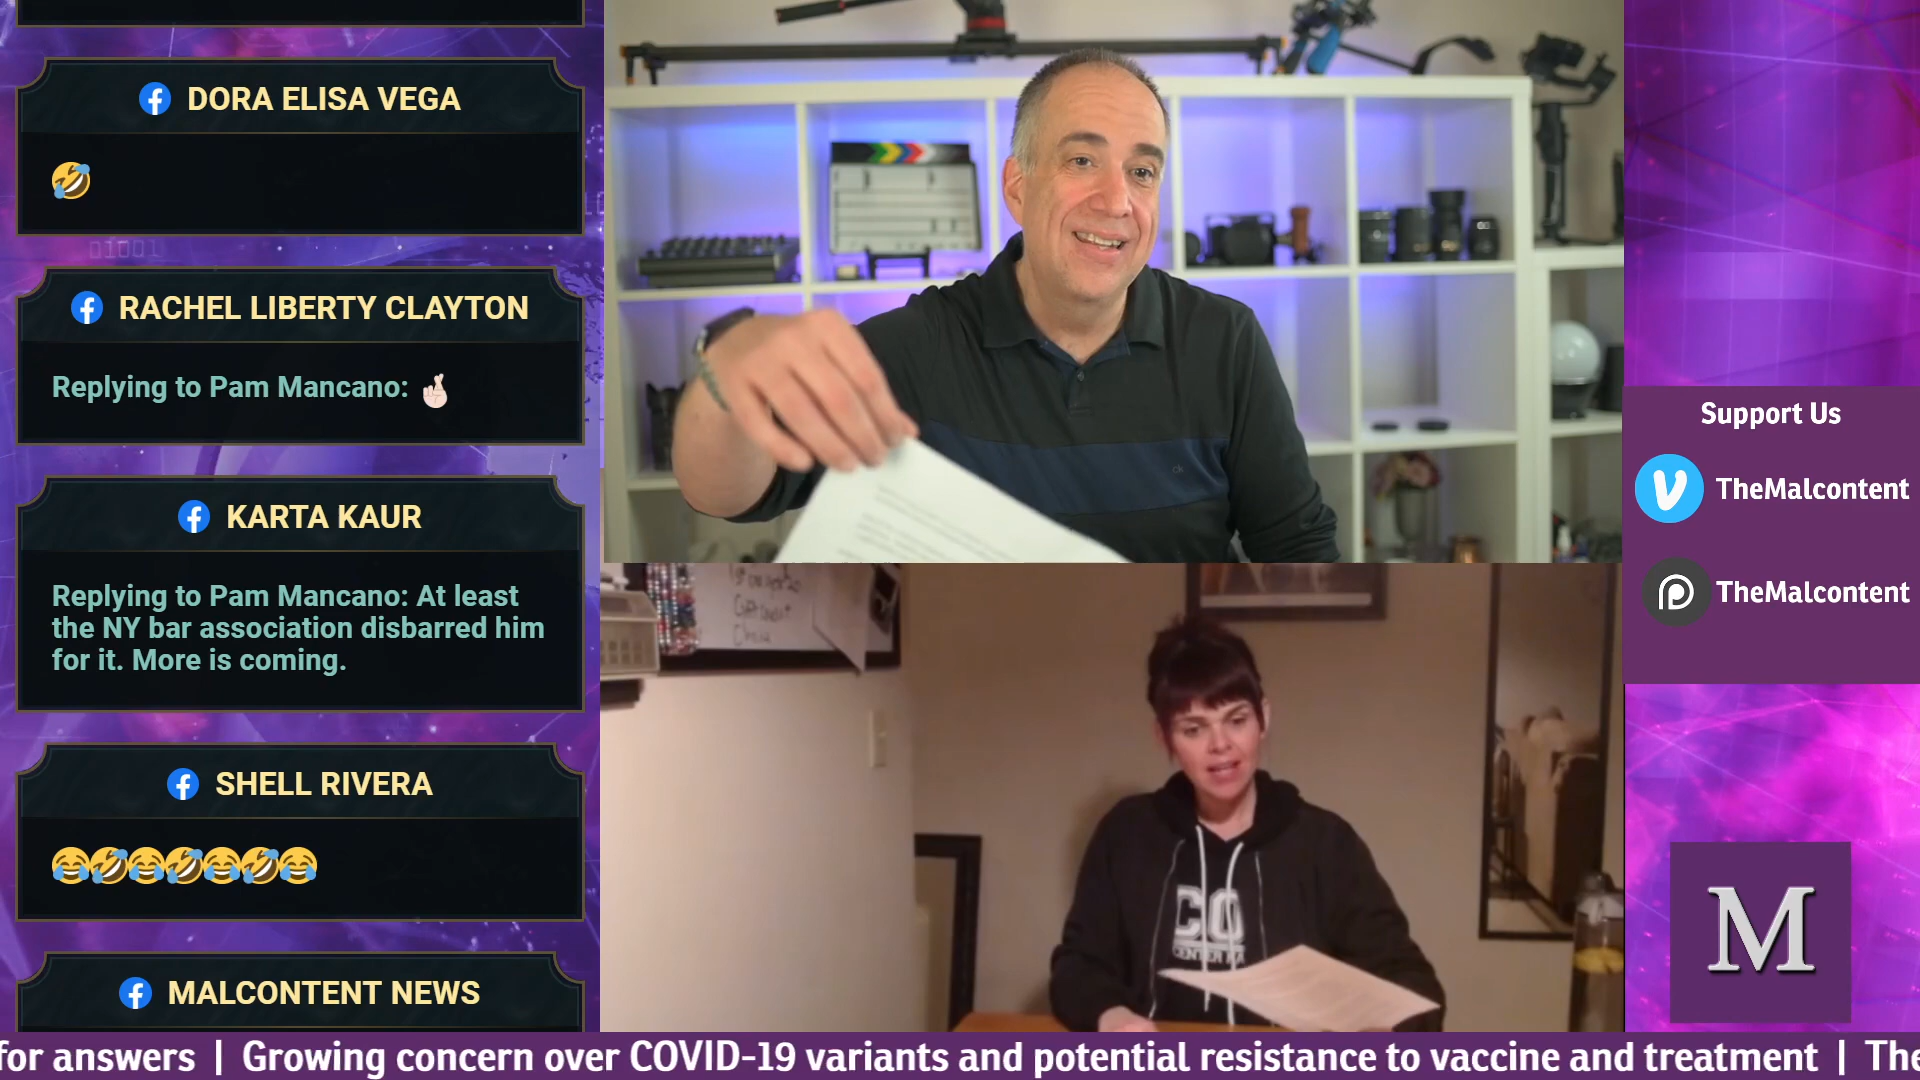 DORA ELISA VEGA
🤣
RACHEL LIBERTY CLAYTON
Replying to Pam Mancano: 🤞🏻
KARTA KAUR
Replying to Pam Mancano: At least
the NY bar association disbarred him
for it. More is coming.
SHELL RIVERA
😂🤣😂🤣😂🤣😂
MALCONTENT NEWS
ck
Support Us
TheMalcontent
TheMalcontent
M
for answers | Growing concern over COVID-19 variants and potential resistance to vaccine and treatment | The